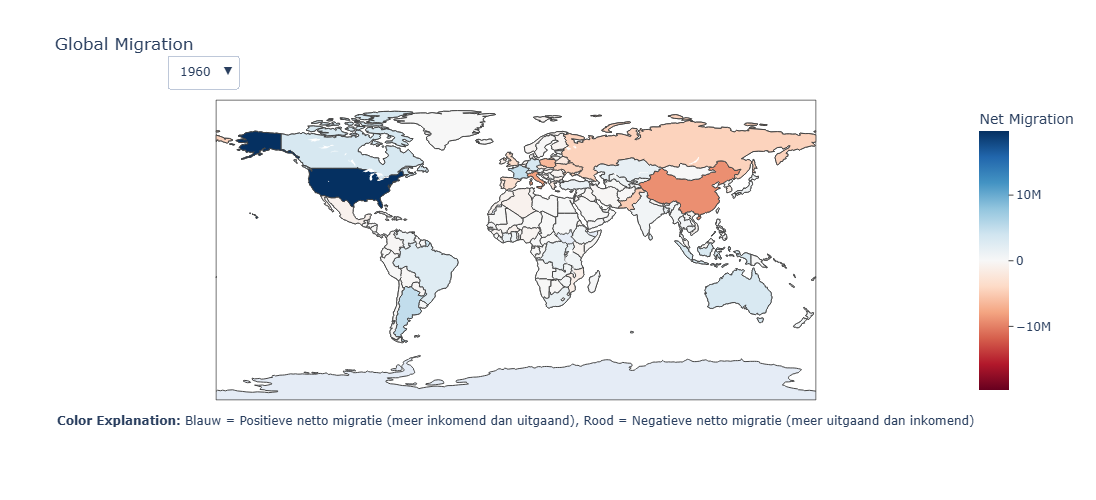 Global Migration
1960 ▼
Net Migration
10M
0
−10M
Color Explanation: Blauw = Positieve netto migratie (meer inkomend dan uitgaand), Rood = Negatieve netto migratie (meer uitgaand dan inkomend)